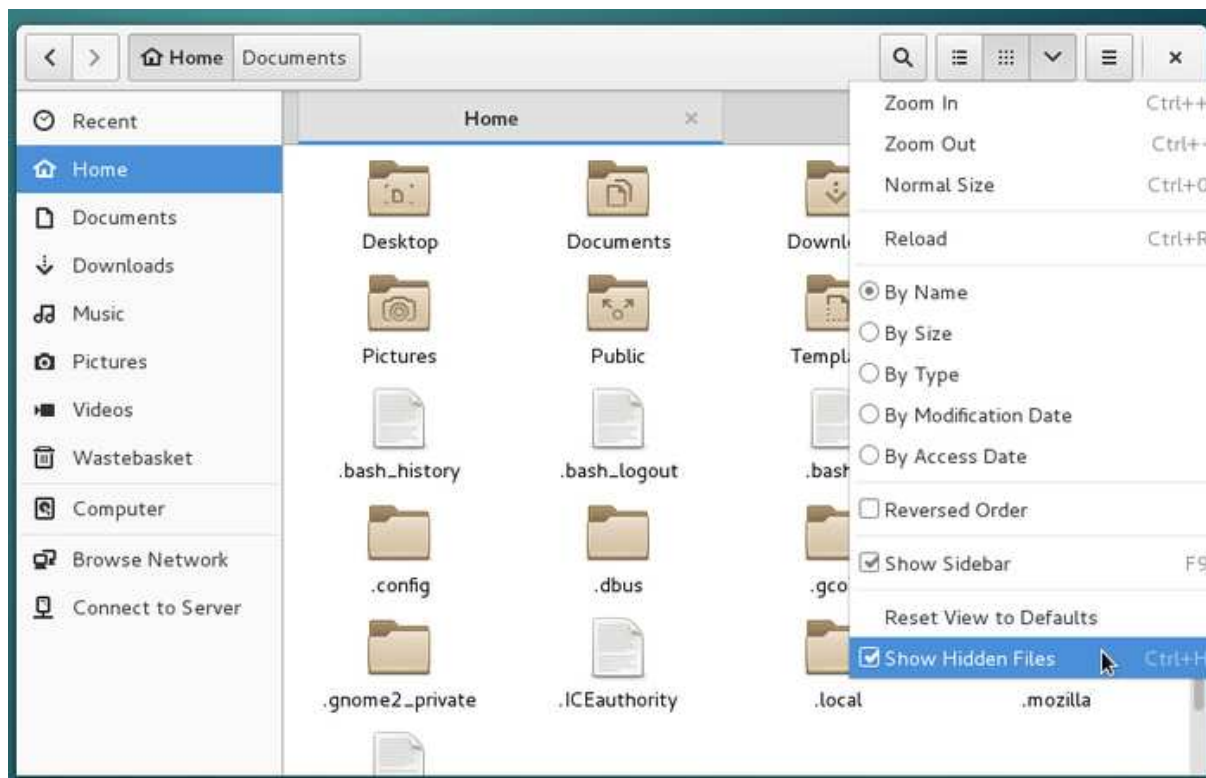 Home Documents
Recent
Home
Documents
Downloads
Music
Pictures
Videos
Wastebasket
Computer
Browse Network
Connect to Server
Home
Desktop Documents
Pictures Public
.bash_history .bash_logout
.config .dbus
.gnome2_private .ICEauthority .local .mozilla
Zoom In Ctrl++
Zoom Out
Normal Size Ctrl+0
Reload Ctrl+R
By Name
By Size
By Type
By Modification Date
By Access Date
Reversed Order
Show Sidebar F9
Reset View to Defaults
Show Hidden Files Ctrl+H